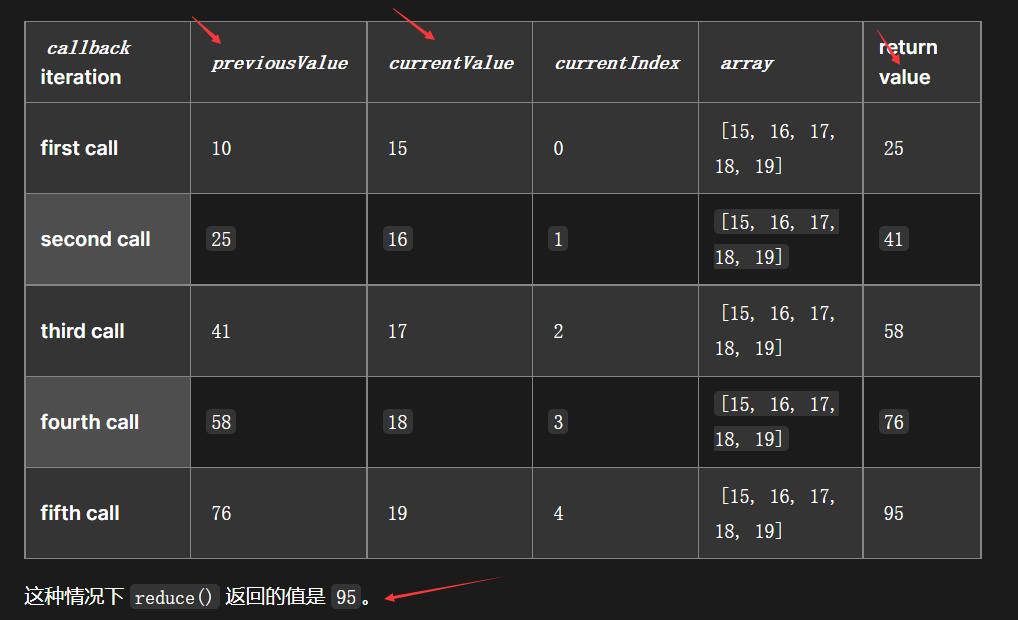 callback iteration previousValue currentValue currentIndex array return value
first call 10 15 0 [15, 16, 17, 18, 19] 25
second call 25 16 1 [15, 16, 17, 18, 19] 41
third call 41 17 2 [15, 16, 17, 18, 19] 58
fourth call 58 18 3 [15, 16, 17, 18, 19] 76
fifth call 76 19 4 [15, 16, 17, 18, 19] 95
这种情况下 reduce() 返回的值是 95。